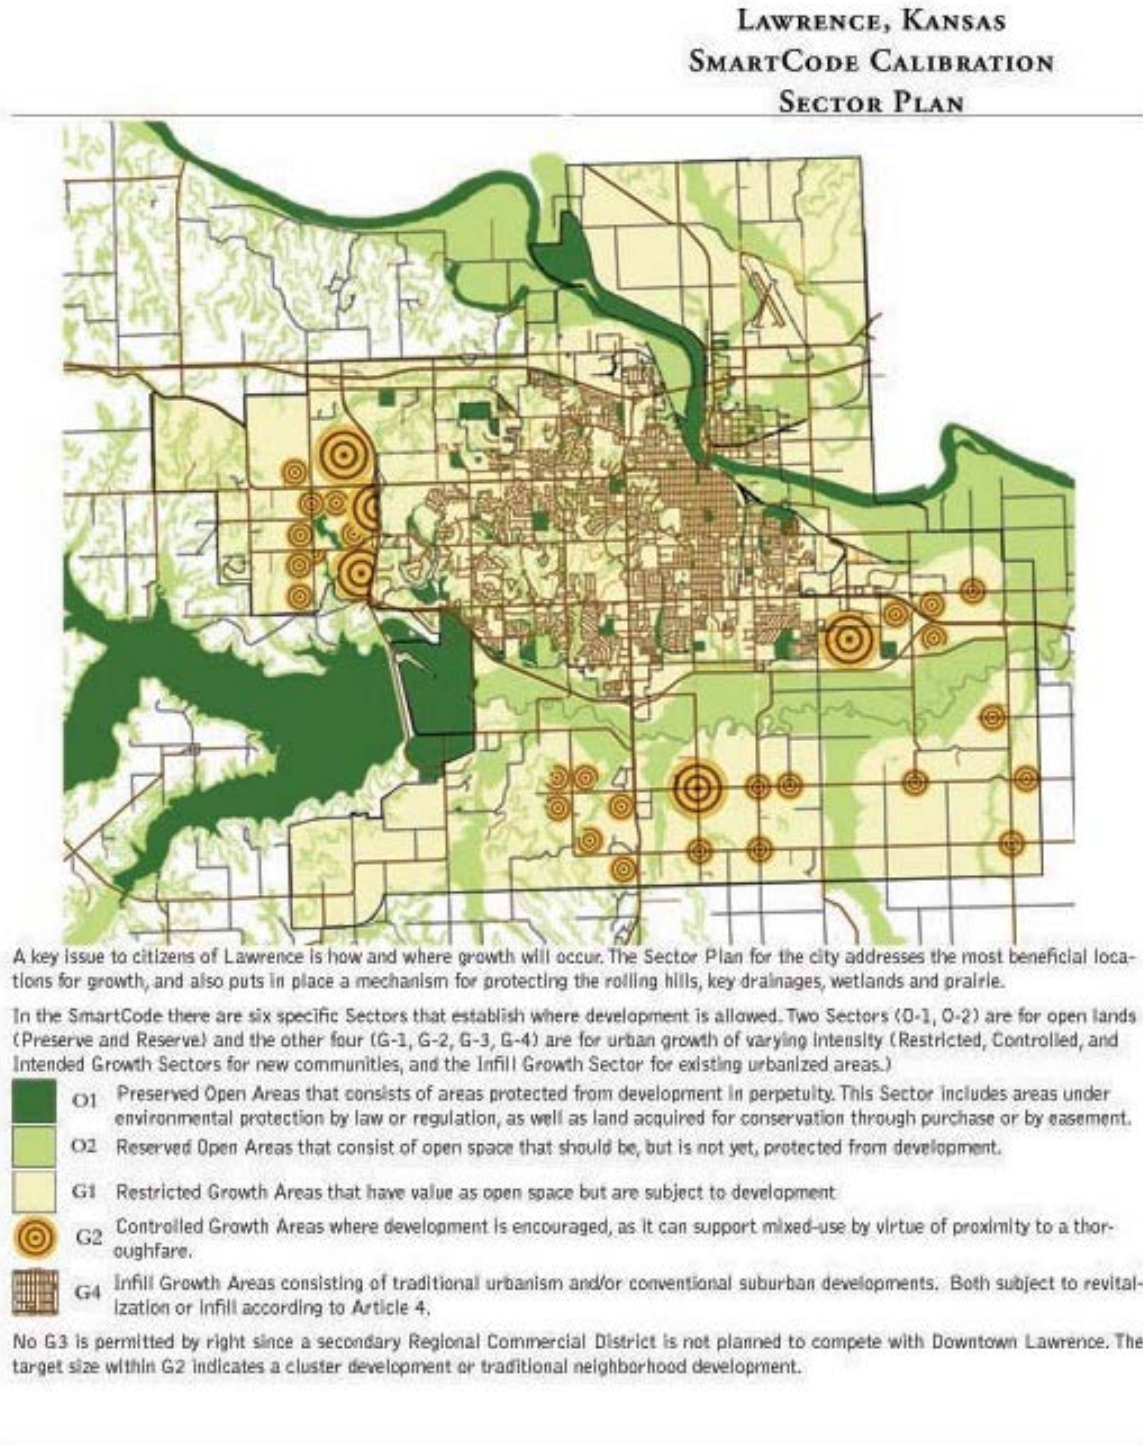 LAWRENCE, KANSAS
SMARTCODE CALIBRATION
SECTOR PLAN
A key issue to citizens of Lawrence is how and where growth will occur. The Sector Plan for the city addresses the most beneficial loca-
tions for growth, and also puts in place a mechanism for protecting the rolling hills, key drainages, wetlands and prairie.
In the SmartCode there are six specific Sectors that establish where development is allowed. Two Sectors (O-1, O-2) are for open lands
(Preserve and Reserve) and the other four (G-1, G-2, G-3, G-4) are for urban growth of varying intensity (Restricted, Controlled, and
Intended Growth Sectors for new communities, and the Infill Growth Sector for existing urbanized areas.)
O1 Preserved Open Areas that consists of areas protected from development in perpetuity. This Sector includes areas under
environmental protection by law or regulation, as well as land acquired for conservation through purchase or by easement.
O2 Reserved Open Areas that consist of open space that should be, but is not yet, protected from development.
G1 Restricted Growth Areas that have value as open space but are subject to development
G2 Controlled Growth Areas where development is encouraged, as it can support mixed-use by virtue of proximity to a thor-
oughfare.
G4 Infill Growth Areas consisting of traditional urbanism and/or conventional suburban developments. Both subject to revital-
ization or infill according to Article 4.
No G3 is permitted by right since a secondary Regional Commercial District is not planned to compete with Downtown Lawrence. The
target size within G2 indicates a cluster development or traditional neighborhood development.